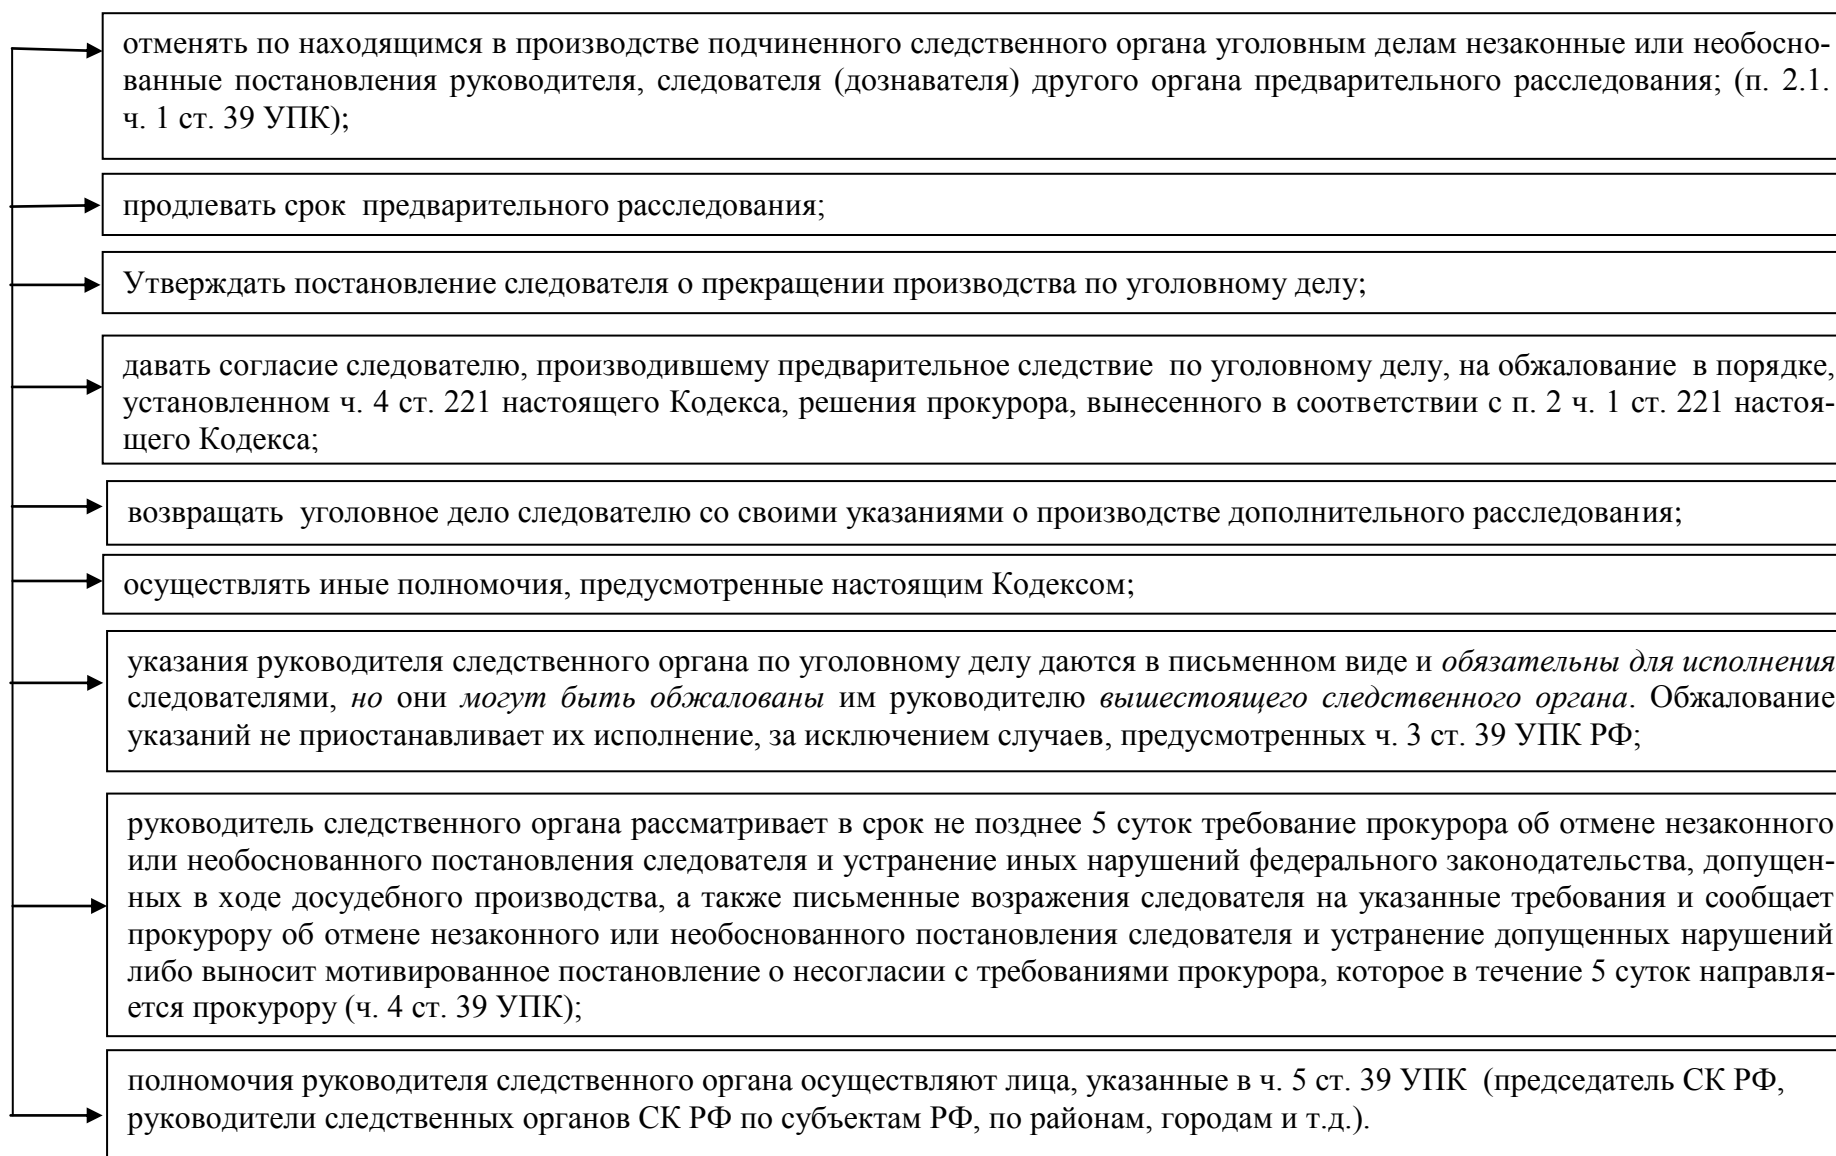 отменять по находящимся в производстве подчиненного следственного органа уголовным делам незаконные или необосно-
ванные постановления руководителя, следователя (дознавателя) другого органа предварительного расследования; (п. 2.1.
ч. 1 ст. 39 УПК);
продлевать срок предварительного расследования;
Утверждать постановление следователя о прекращении производства по уголовному делу;
давать согласие следователю, производившему предварительное следствие по уголовному делу, на обжалование в порядке,
установленном ч. 4 ст. 221 настоящего Кодекса, решения прокурора, вынесенного в соответствии с п. 2 ч. 1 ст. 221 настоя-
щего Кодекса;
возвращать уголовное дело следователю со своими указаниями о производстве дополнительного расследования;
осуществлять иные полномочия, предусмотренные настоящим Кодексом;
указания руководителя следственного органа по уголовному делу даются в письменном виде и обязательны для исполнения
следователями, но они могут быть обжалованы им руководителю вышестоящего следственного органа. Обжалование
указаний не приостанавливает их исполнение, за исключением случаев, предусмотренных ч. 3 ст. 39 УПК РФ;
руководитель следственного органа рассматривает в срок не позднее 5 суток требование прокурора об отмене незаконного
или необоснованного постановления следователя и устранение иных нарушений федерального законодательства, допущен-
ных в ходе досудебного производства, а также письменные возражения следователя на указанные требования и сообщает
прокурору об отмене незаконного или необоснованного постановления следователя и устранение допущенных нарушений
либо выносит мотивированное постановление о несогласии с требованиями прокурора, которое в течение 5 суток направля-
ется прокурору (ч. 4 ст. 39 УПК);
полномочия руководителя следственного органа осуществляют лица, указанные в ч. 5 ст. 39 УПК (председатель СК РФ,
руководители следственных органов СК РФ по субъектам РФ, по районам, городам и т.д.).